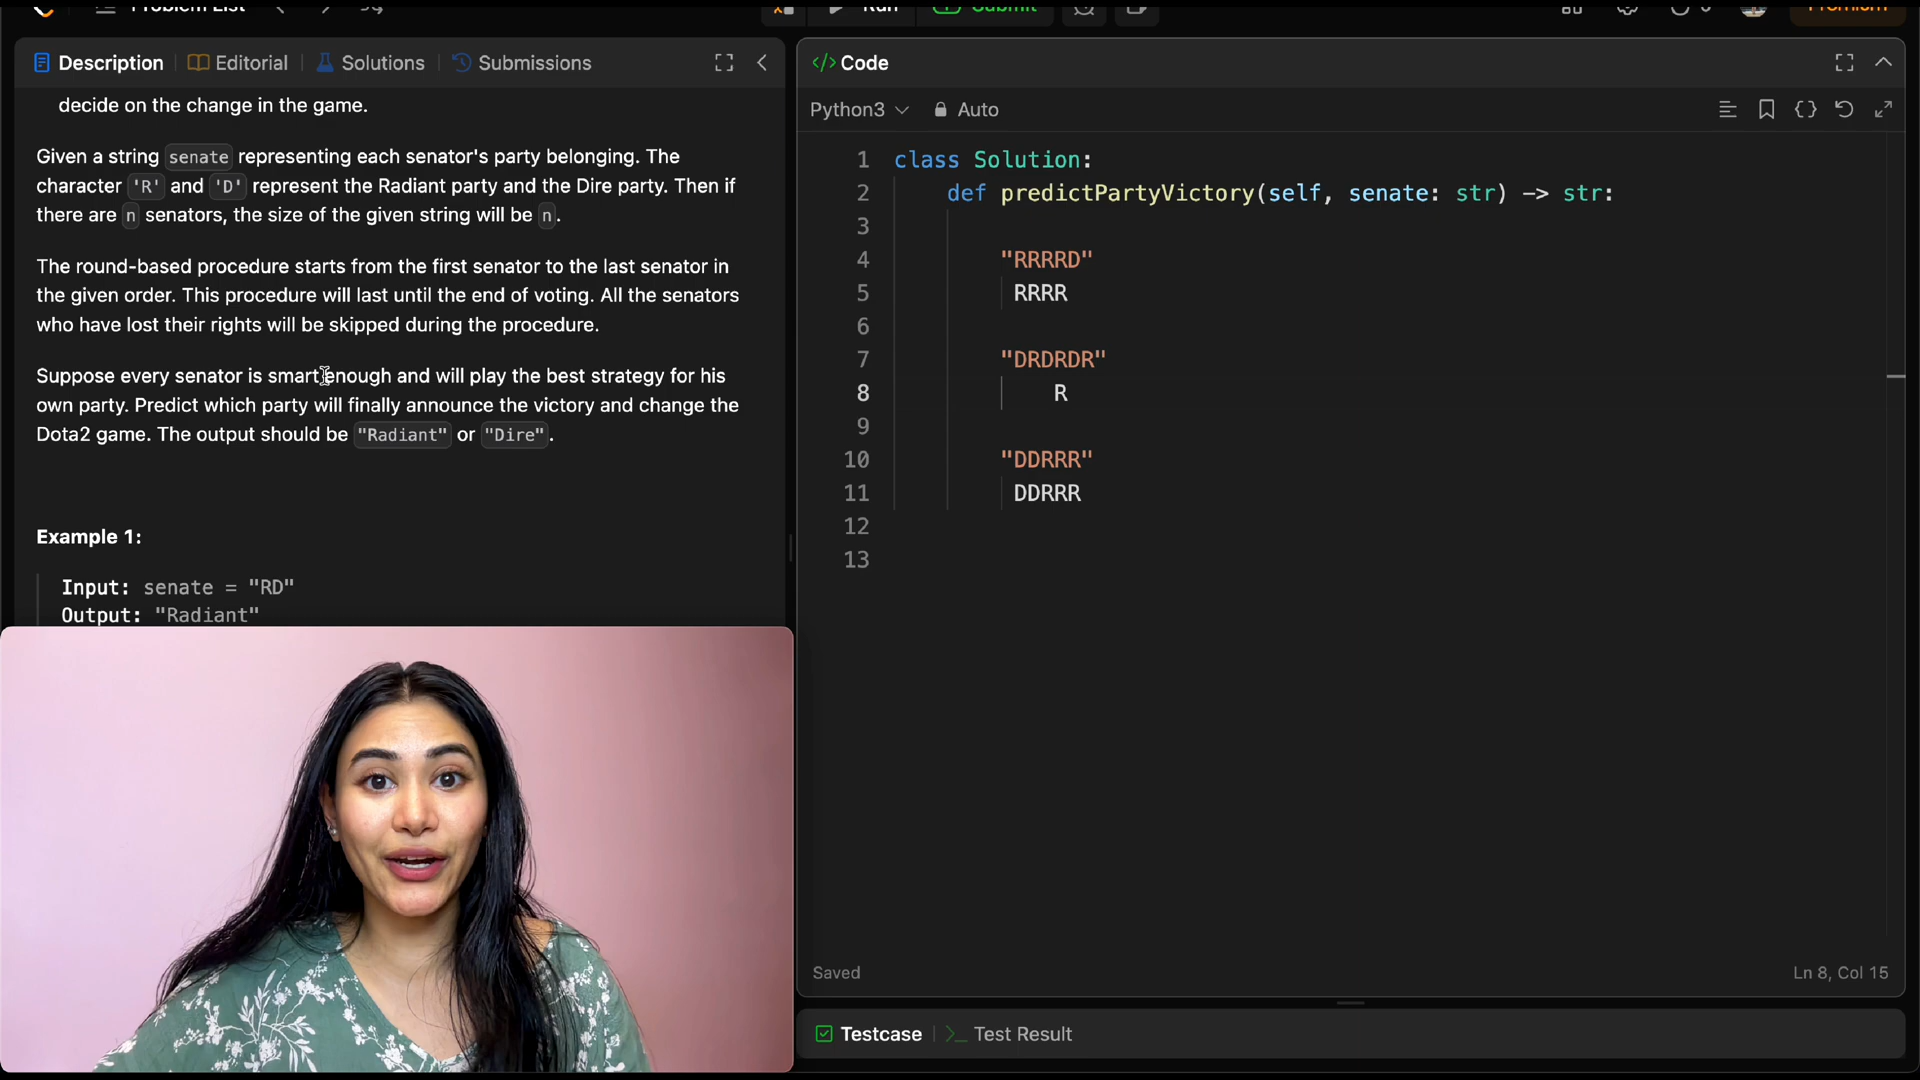 Problem List
Run
Submit
0
Premium
Description
Editorial
Solutions
Submissions
decide on the change in the game.
Given a string senate representing each senator's party belonging. The
character 'R' and 'D' represent the Radiant party and the Dire party. Then if
there are n senators, the size of the given string will be n.
The round-based procedure starts from the first senator to the last senator in
the given order. This procedure will last until the end of voting. All the senators
who have lost their rights will be skipped during the procedure.
Suppose every senator is smart enough and will play the best strategy for his
own party. Predict which party will finally announce the victory and change the
Dota2 game. The output should be "Radiant" or "Dire".
Example 1:
Input: senate = "RD"
Output: "Radiant"
</> Code
Python3
Auto
1 class Solution:
2 def predictPartyVictory(self, senate: str) -> str:
3
4 "RRRRD"
5 RRRR
6
7 "DRDRDR"
8 R
9
10 "DDRRR"
11 DDRRR
12
13
Saved
Ln 8, Col 15
Testcase
>_ Test Result